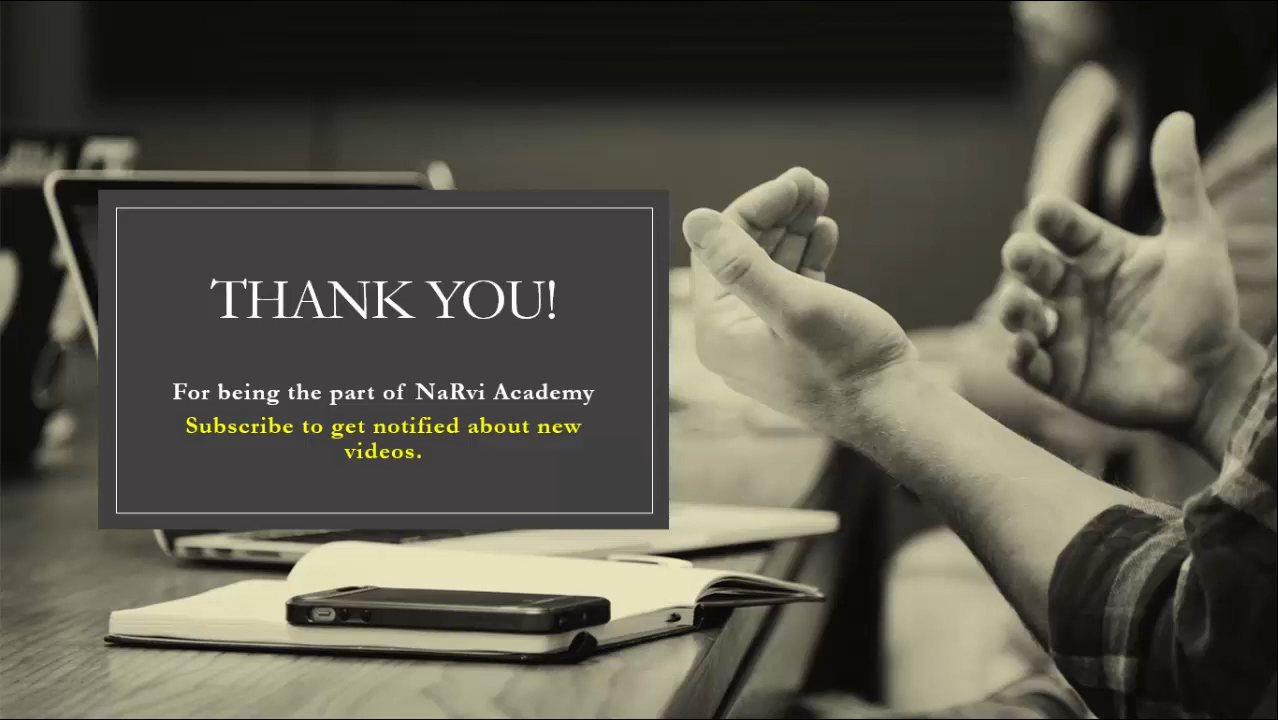 THANK YOU!
For being the part of NaRvi Academy
Subscribe to get notified about new
videos.